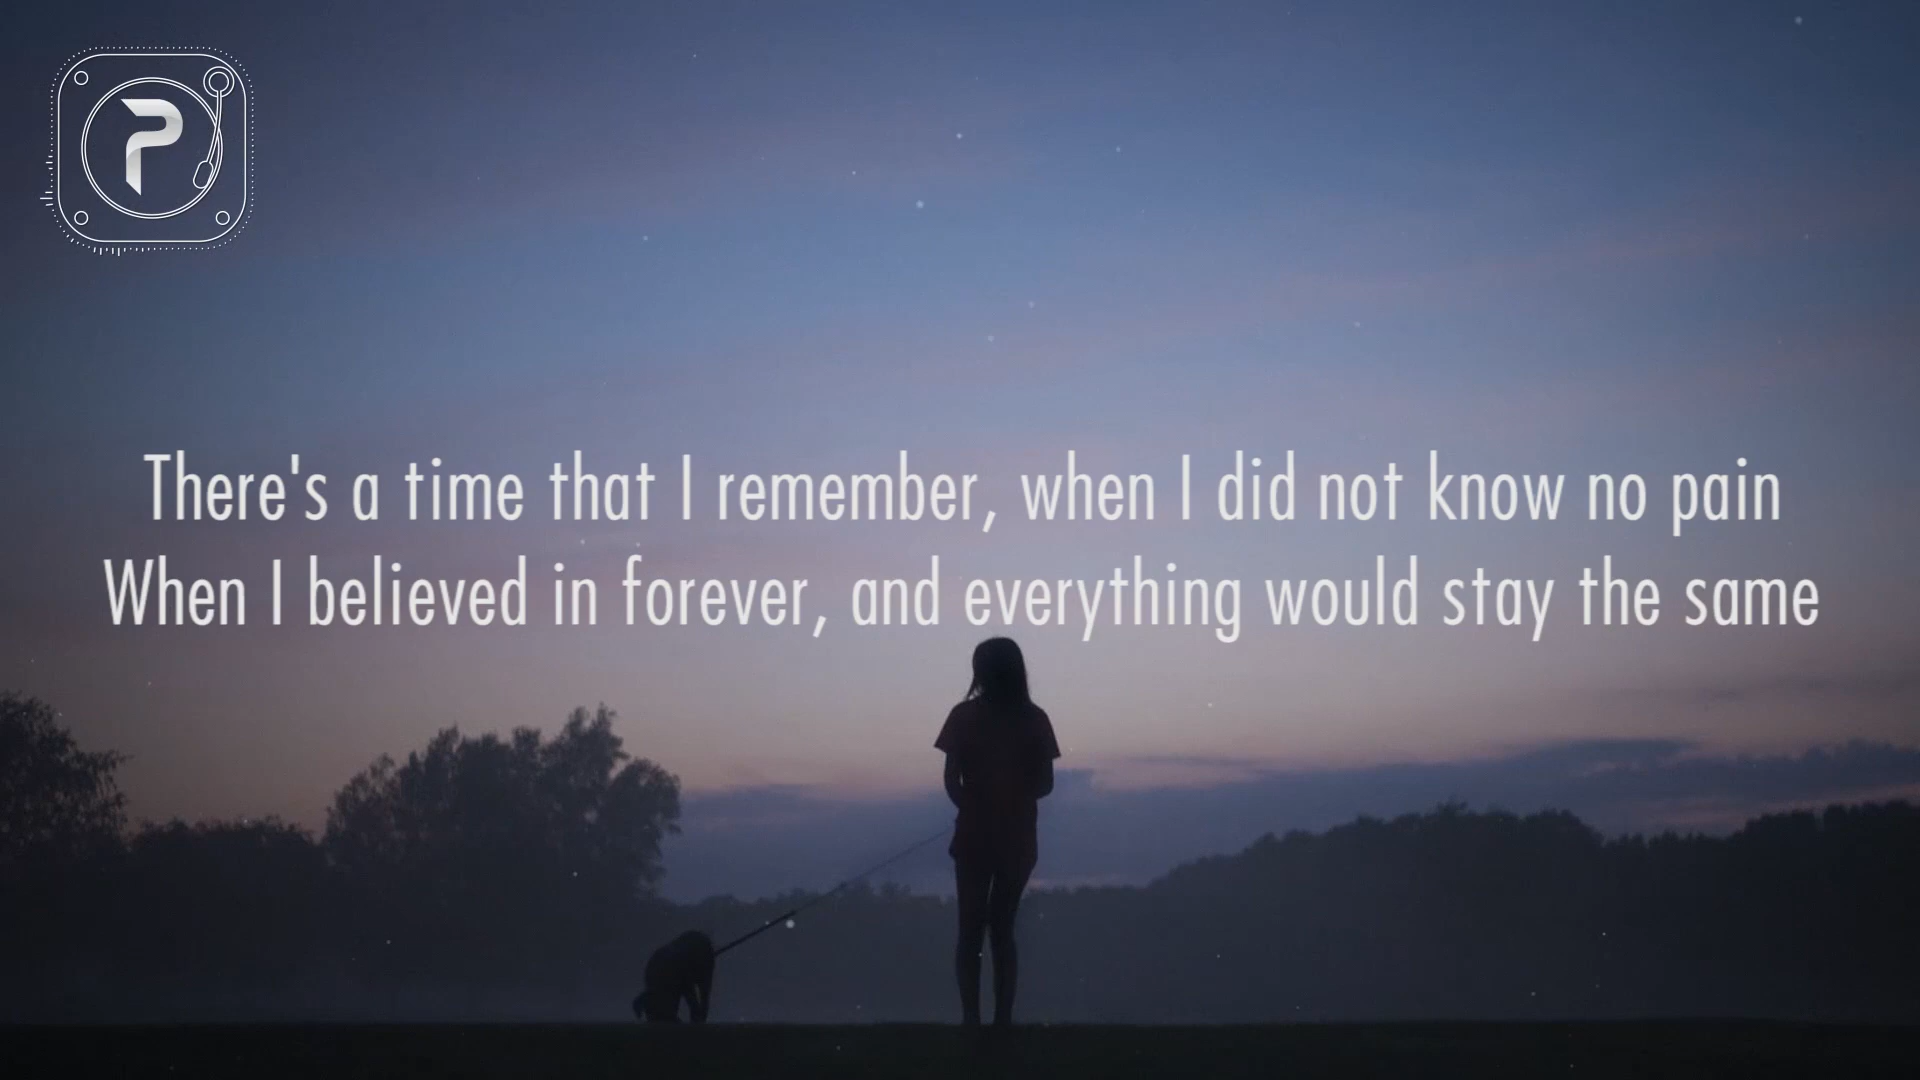 P
There's a time that I remember, when I did not know no pain
When I believed in forever, and everything would stay the same